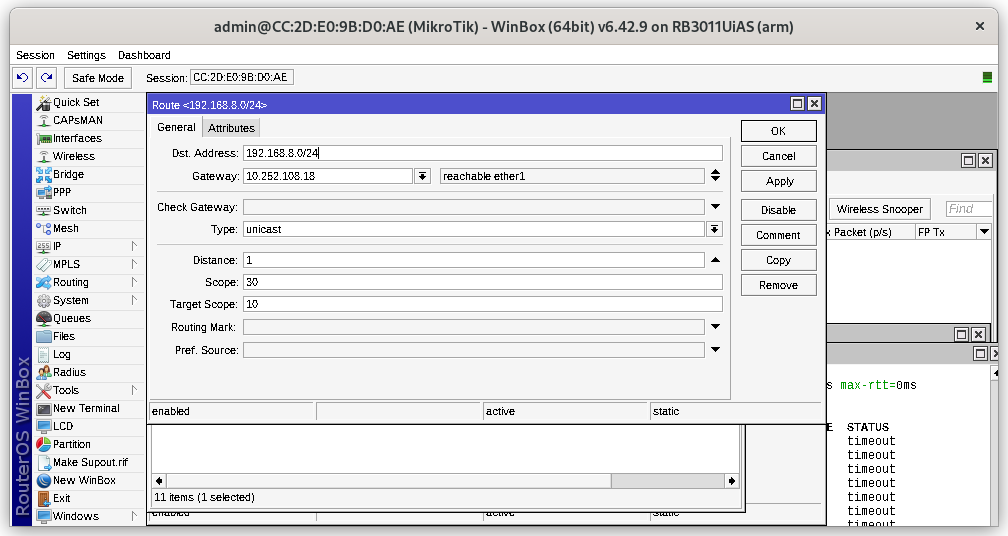 admin@CC:2D:E0:9B:D0:AE (MikroTik) - WinBox (64bit) v6.42.9 on RB3011UiAS (arm)
Session Settings Dashboard
Safe Mode Session: CC:2D:E0:9B:D0:AE
RouterOS WinBox
Quick Set
CAPsMAN
Interfaces
Wireless
Bridge
PPP
Switch
Mesh
IP
MPLS
Routing
System
Queues
Files
Log
Radius
Tools
New Terminal
LCD
Partition
Make Supout.rif
New WinBox
Exit
Windows
Route <192.168.8.0/24>
General Attributes
Dst. Address: 192.168.8.0/24
Gateway: 10.252.108.18 reachable ether1
Check Gateway:
Type: unicast
Distance: 1
Scope: 30
Target Scope: 10
Routing Mark:
Pref. Source:
enabled active static
OK
Cancel
Apply
Disable
Comment
Copy
Remove
11 items (1 selected)
enabled active static
Wireless Snooper Find
x Packet (p/s) FP Tx
s max-rtt=0ms
E STATUS
timeout
timeout
timeout
timeout
timeout
timeout
timeout